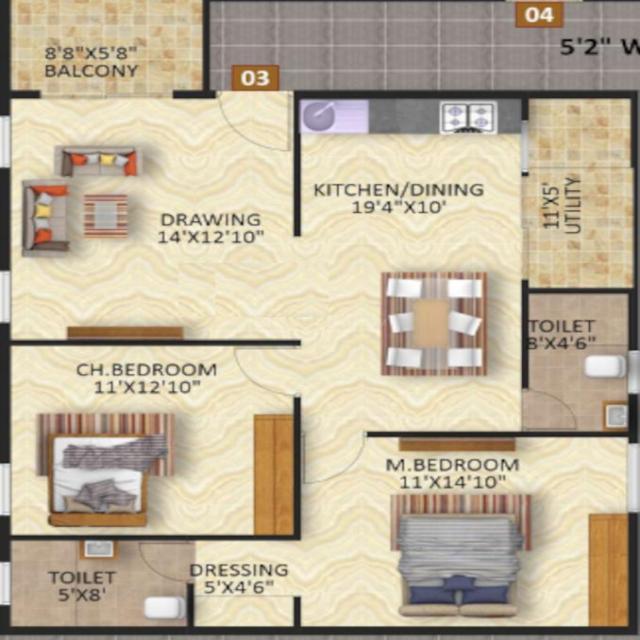 04
5'2" W
8'8"X5'8"
BALCONY
03
KITCHEN/DINING
19'4"X10'
11'X5'
UTILITY
DRAWING
14'X12'10"
TOILET
8'X4'6"
CH.BEDROOM
11'X12'10"
M.BEDROOM
11'X14'10"
TOILET
5'X8'
DRESSING
5'X4'6"